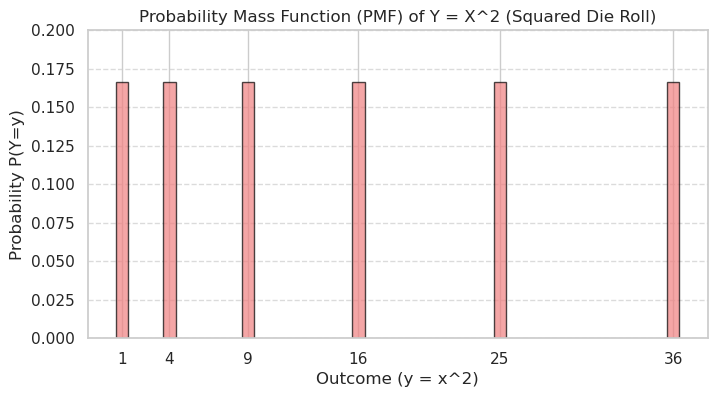 Probability Mass Function (PMF) of Y = X^2 (Squared Die Roll)
Probability P(Y=y)
0.200
0.175
0.150
0.125
0.100
0.075
0.050
0.025
0.000
1 4 9 16 25 36
Outcome (y = x^2)